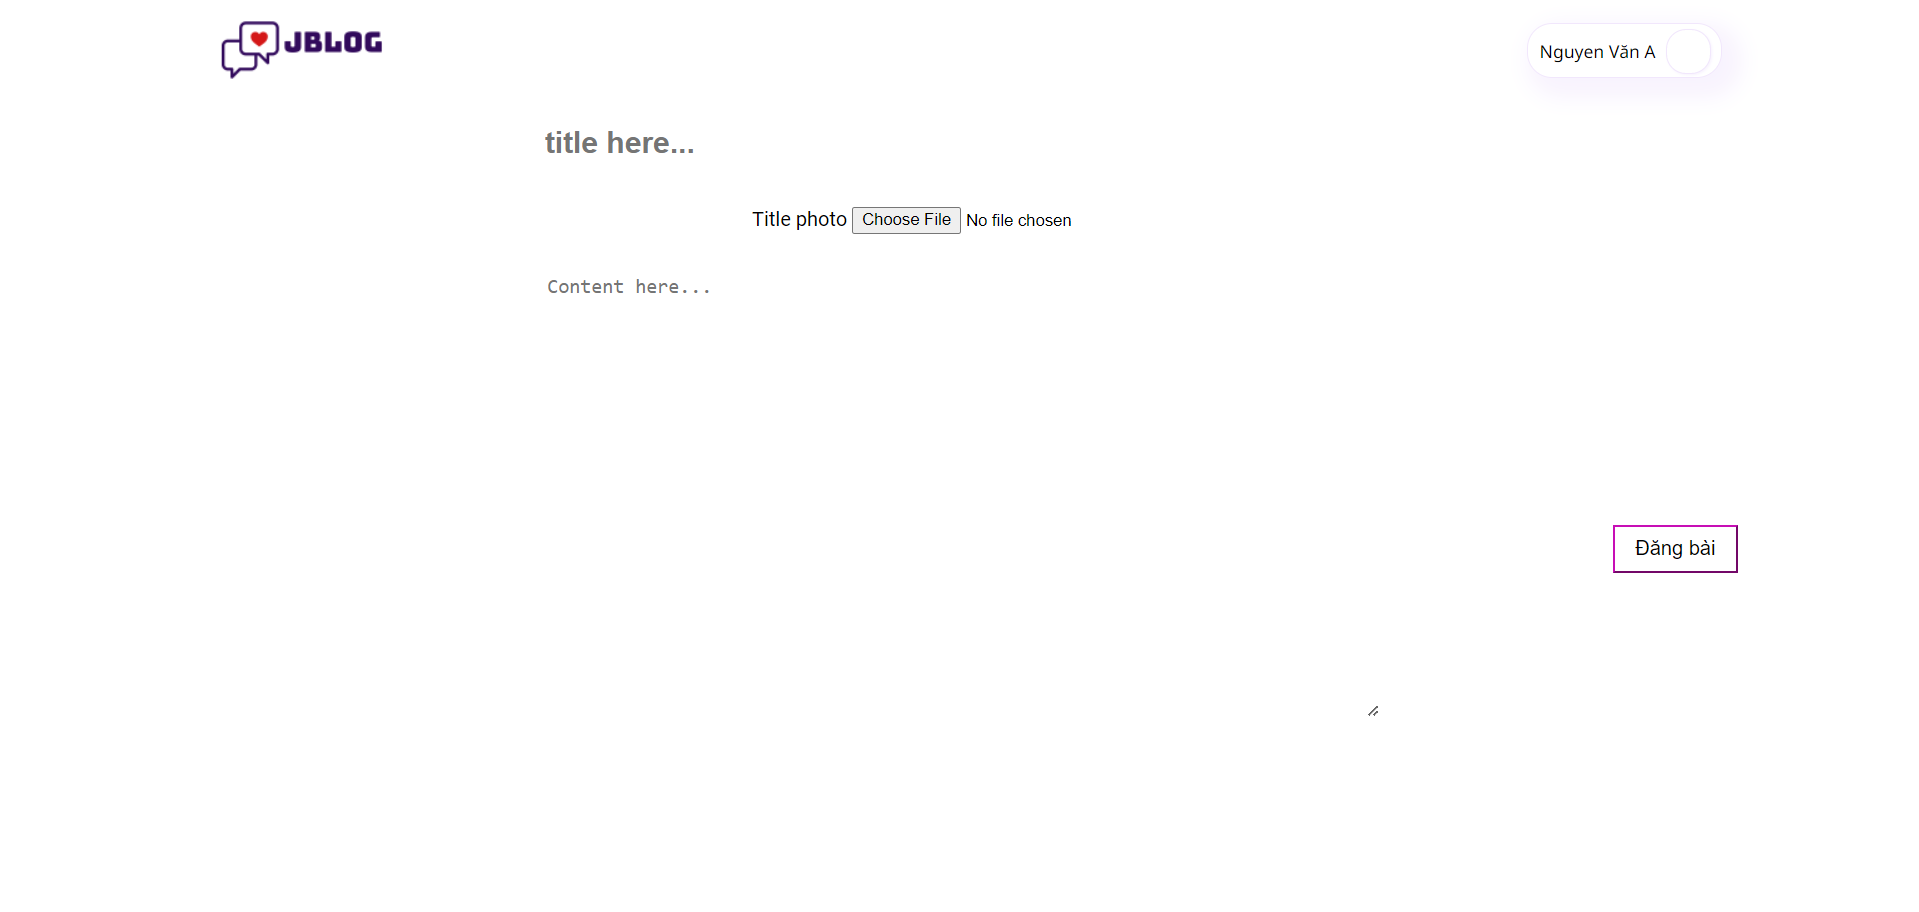 JBLOG
Nguyen Văn A
title here...
Title photo Choose File No file chosen
Content here...
Đăng bài